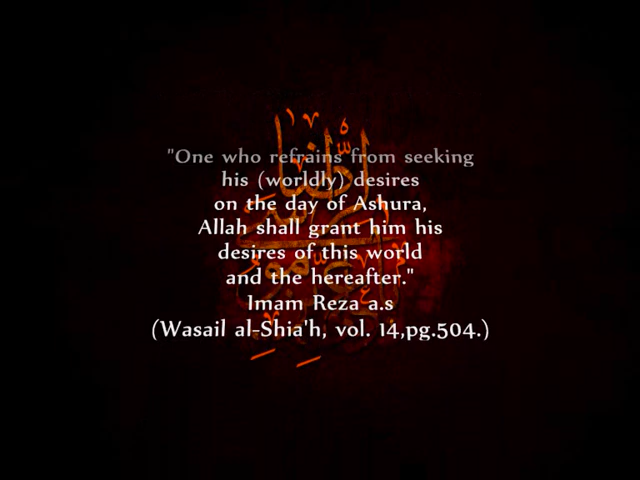 "One who refrains from seeking
his (worldly) desires
on the day of Ashura,
Allah shall grant him his
desires of this world
and the hereafter."
Imam Reza a.s
(Wasail al-Shia'h, vol. 14,pg.504.)